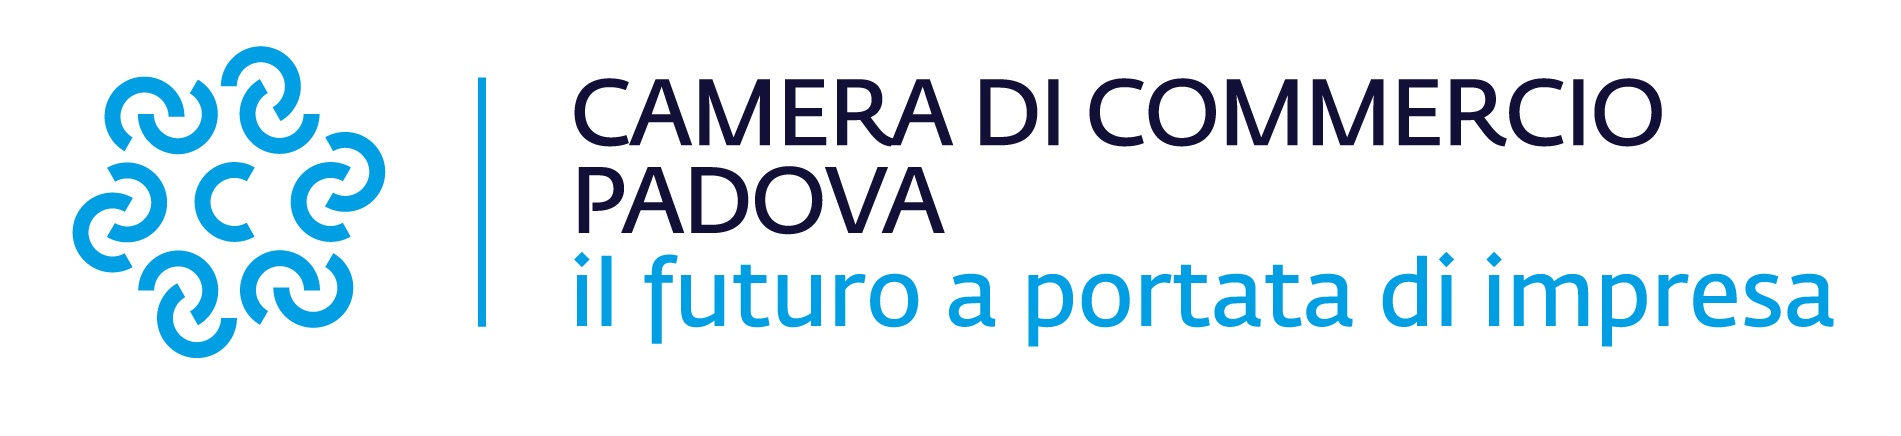 CAMERA DI COMMERCIO
PADOVA
il futuro a portata di impresa